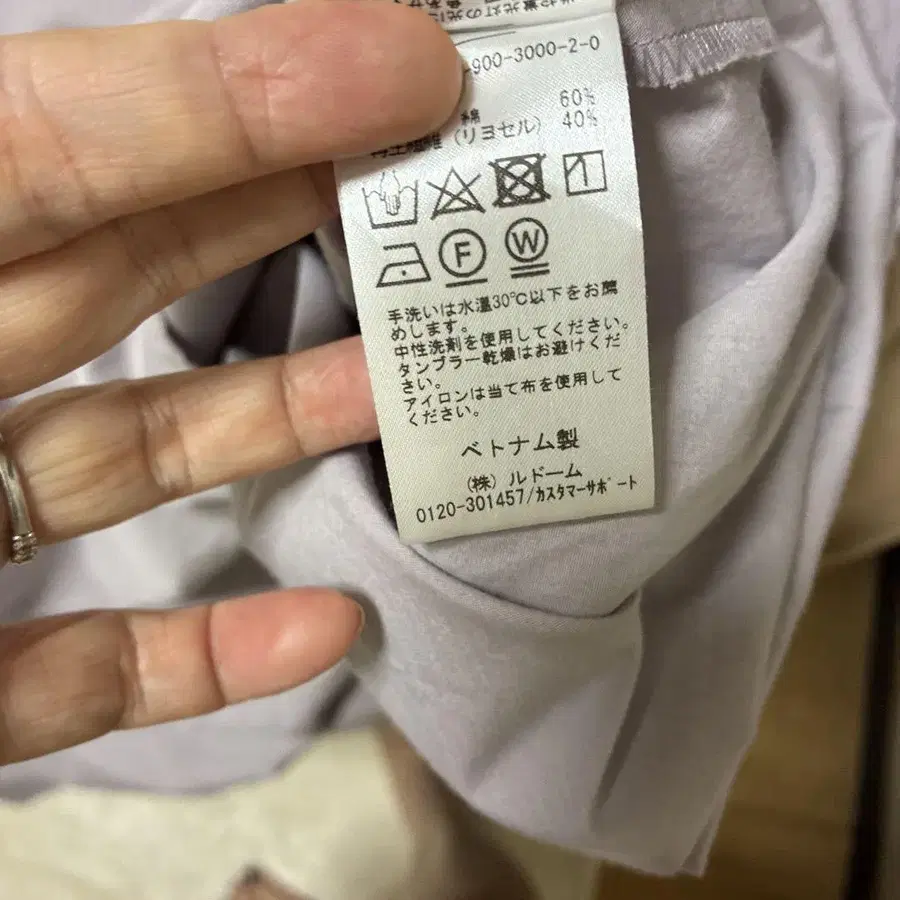 -900-3000-2-0
綿 60%
再生繊維 (リヨセル) 40%
F W
手洗いは水温30℃以下をお薦
めします。
中性洗剤を使用してください。
タンブラー乾燥はお避けくだ
さい。
アイロンは当て布を使用して
ください。
ベトナム製
(株) ルドーム
0120-301457/カスタマーサポート